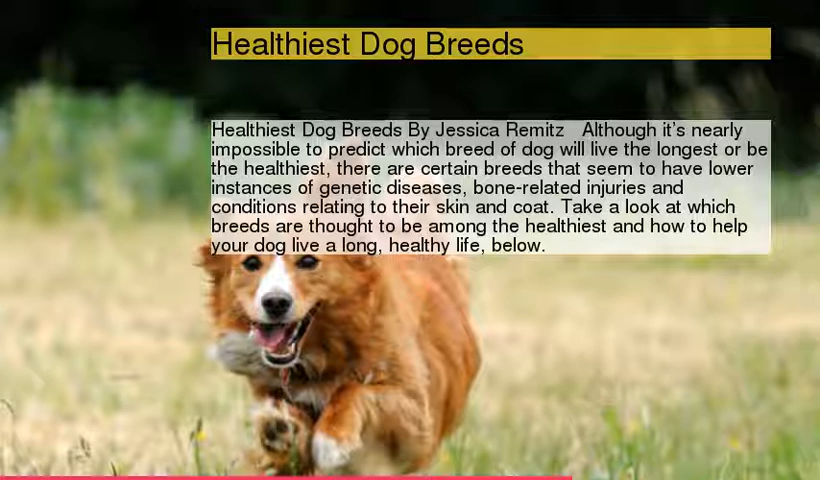 Healthiest Dog Breeds
Healthiest Dog Breeds By Jessica Remitz   Although it's nearly
impossible to predict which breed of dog will live the longest or be
the healthiest, there are certain breeds that seem to have lower
instances of genetic diseases, bone-related injuries and
conditions relating to their skin and coat. Take a look at which
breeds are thought to be among the healthiest and how to help
your dog live a long, healthy life, below.